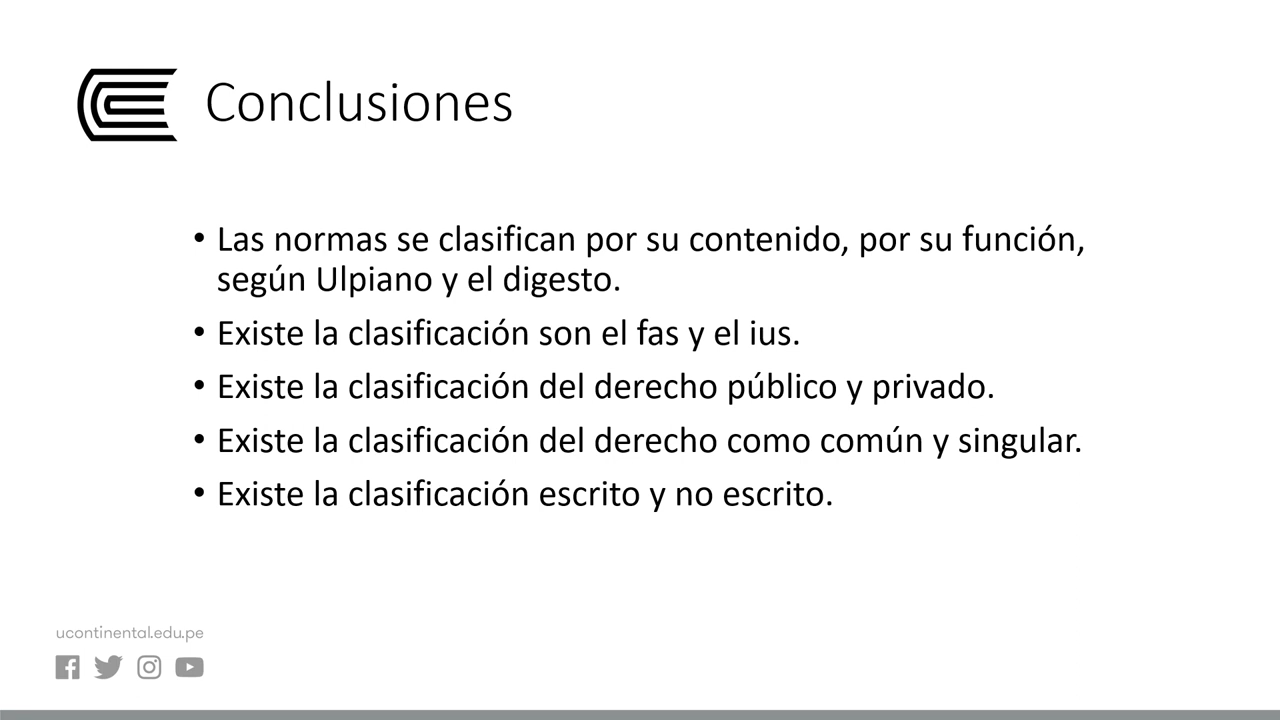 Conclusiones
• Las normas se clasifican por su contenido, por su función,
según Ulpiano y el digesto.
• Existe la clasificación son el fas y el ius.
• Existe la clasificación del derecho público y privado.
• Existe la clasificación del derecho como común y singular.
• Existe la clasificación escrito y no escrito.
ucontinental.edu.pe